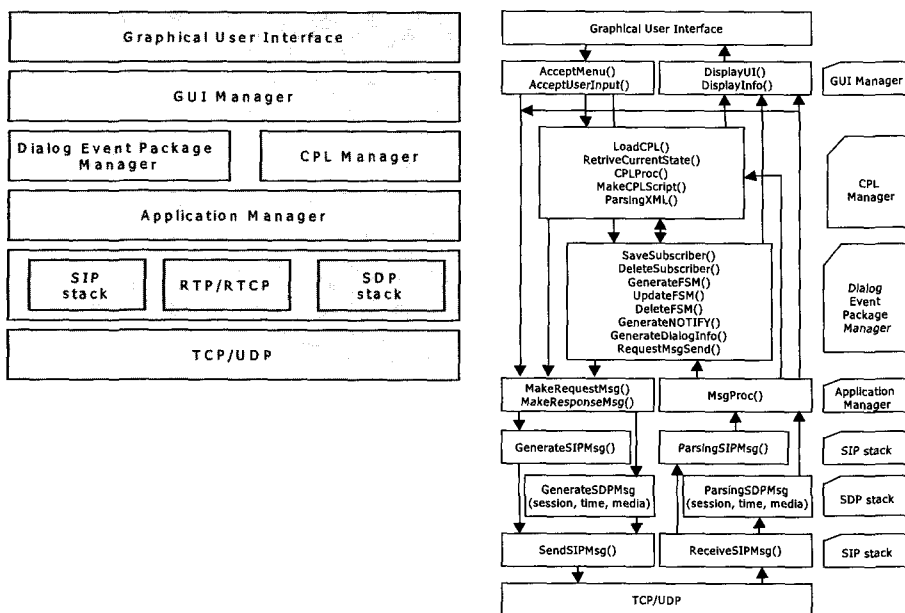 Graphical User Interface
GUI Manager
Dialog Event Package
Manager
CPL Manager
Application Manager
SIP
stack
RTP/RTCP
SDP
stack
TCP/UDP
Graphical User Interface
AcceptMenu()
AcceptUserInput()
DisplayUI()
DisplayInfo()
GUI Manager
LoadCPL()
RetriveCurrentState()
CPLProc()
MakeCPLScript()
ParsingXML()
CPL
Manager
SaveSubscriber()
DeleteSubscriber()
GenerateFSM()
UpdateFSM()
DeleteFSM()
GenerateNOTIFY()
GenerateDialogInfo()
RequestMsgSend()
Dialog
Event
Package
Manager
MakeRequestMsg()
MakeResponseMsg()
MsgProc()
Application
Manager
GenerateSIPMsg()
ParsingSIPMsg()
SIP stack
GenerateSDPMsg
(session, time, media)
ParsingSDPMsg
(session, time, media)
SDP stack
SendSIPMsg()
ReceiveSIPMsg()
SIP stack
TCP/UDP